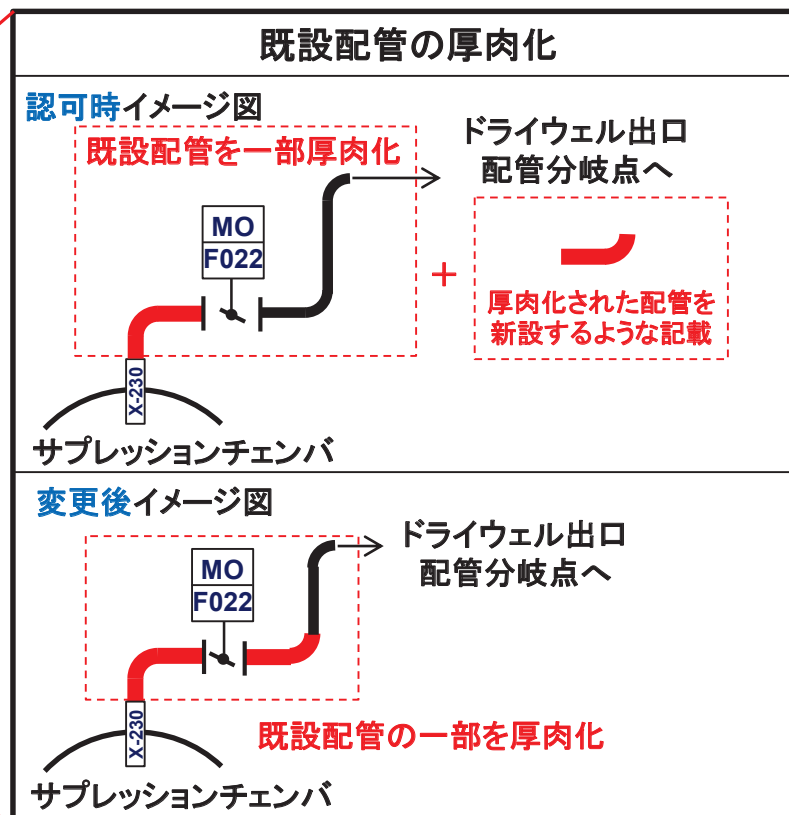 既設配管の厚肉化
認可時イメージ図
既設配管を一部厚肉化
ドライウェル出口
配管分岐点へ
MO
F022
+
厚肉化された配管を
新設するような記載
X-230
サプレッションチェンバ
変更後イメージ図
ドライウェル出口
配管分岐点へ
MO
F022
X-230
既設配管の一部を厚肉化
サプレッションチェンバ